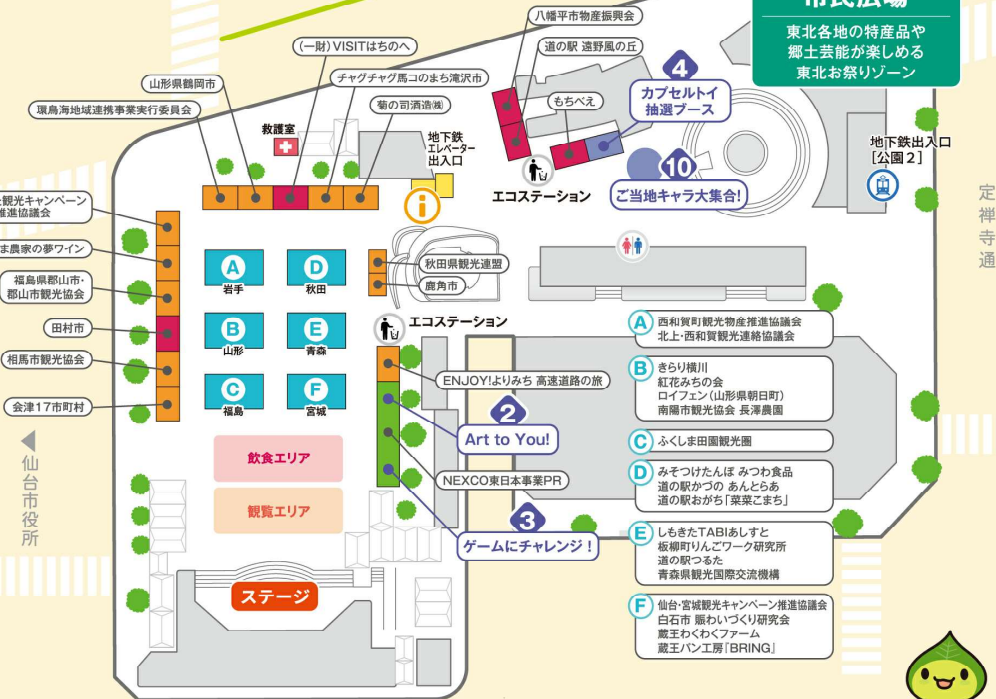 市民広場
東北各地の特産品や
郷土芸能が楽しめる
東北お祭りゾーン
八幡平市物産振興会
道の駅 遠野風の丘
(一財)VISITはちのへ
チャグチャグ馬コのまち滝沢市
山形県鶴岡市
菊の司酒造㈱
環鳥海地域連携事業実行委員会
4
カプセルトイ
抽選ブース
もちべえ
救護室
地下鉄
エレベーター
出入口
地下鉄出入口
[公園2]
エコステーション
10
ご当地キャラ大集合!
i
定禅寺通
観光キャンペーン
推進協議会
ま農家の夢ワイン
福島県郡山市・
郡山市観光協会
田村市
相馬市観光協会
会津17市町村
A
岩手
D
秋田
B
山形
E
青森
C
福島
F
宮城
秋田県観光連盟
鹿角市
エコステーション
ENJOY!よりみち 高速道路の旅
2
Art to You!
NEXCO東日本事業PR
3
ゲームにチャレンジ!
飲食エリア
観覧エリア
ステージ
仙台市役所
A
西和賀町観光物産推進協議会
北上・西和賀観光連絡協議会
B
きらり横川
紅花みちの会
ロイフェン(山形県朝日町)
南陽市観光協会 長澤農園
C
ふくしま田園観光圏
D
みそつけたんぽ みつわ食品
道の駅かづの あんとらあ
道の駅おがち「菜菜こまち」
E
しもきたTABIあしすと
板柳町りんごワーク研究所
道の駅つるた
青森県観光国際交流機構
F
仙台・宮城観光キャンペーン推進協議会
白石市 賑わいづくり研究会
蔵王わくわくファーム
蔵王パン工房「BRING」